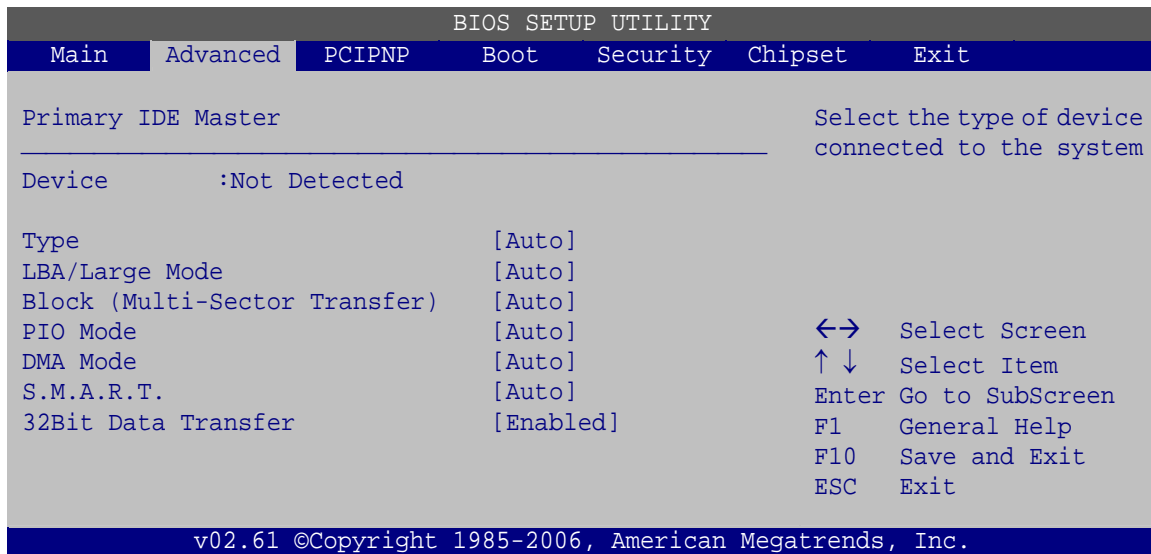 BIOS SETUP UTILITY
Main Advanced PCIPNP Boot Security Chipset Exit
Primary IDE Master
Device :Not Detected
Type [Auto]
LBA/Large Mode [Auto]
Block (Multi-Sector Transfer) [Auto]
PIO Mode [Auto]
DMA Mode [Auto]
S.M.A.R.T. [Auto]
32Bit Data Transfer [Enabled]
Select the type of device
connected to the system
←→ Select Screen
↑ ↓ Select Item
Enter Go to SubScreen
F1 General Help
F10 Save and Exit
ESC Exit
v02.61 ©Copyright 1985-2006, American Megatrends, Inc.